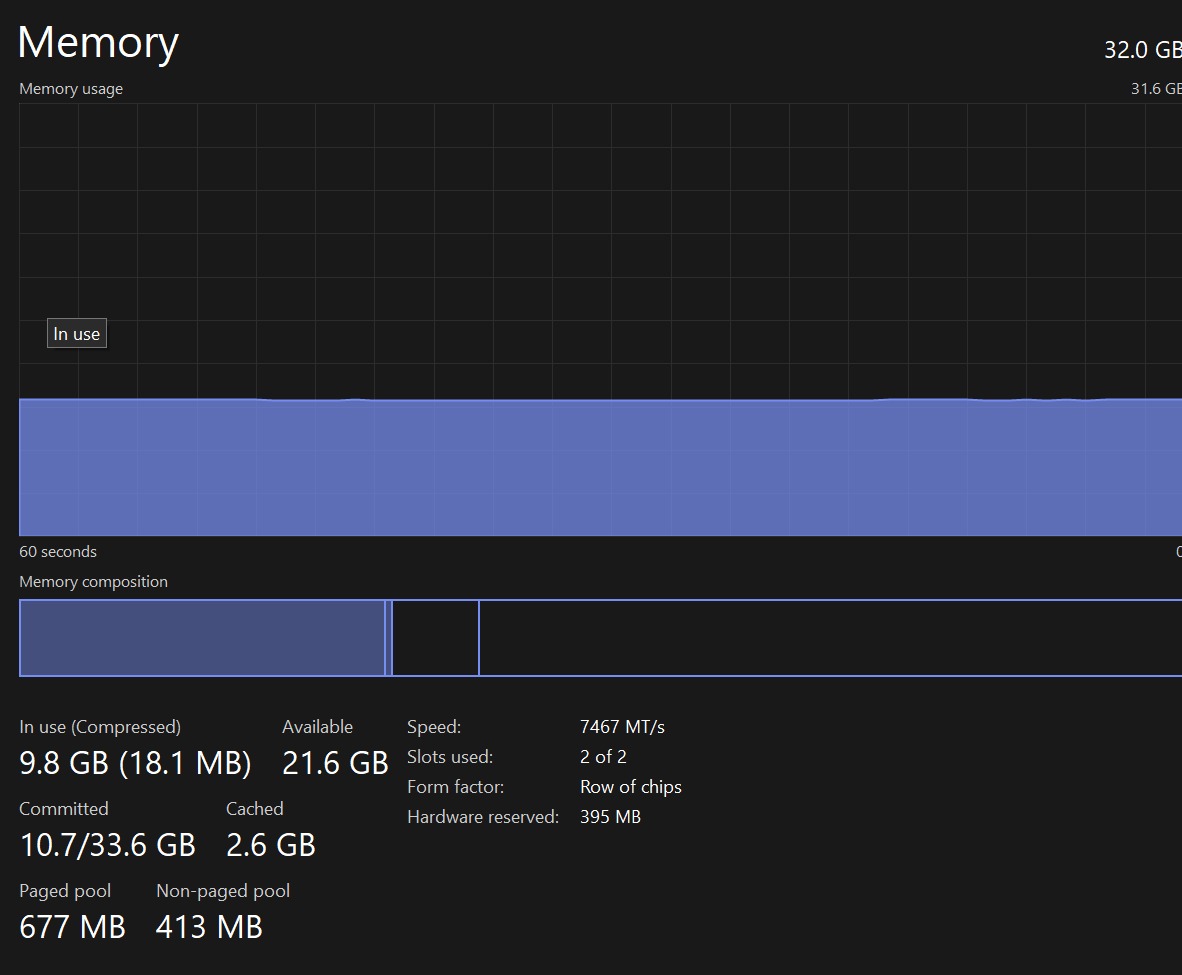 Memory
32.0 GB
Memory usage
31.6 GB
In use
60 seconds
0
Memory composition
In use (Compressed)
Available
9.8 GB (18.1 MB)
21.6 GB
Committed
Cached
10.7/33.6 GB
2.6 GB
Paged pool
Non-paged pool
677 MB
413 MB
Speed: 7467 MT/s
Slots used: 2 of 2
Form factor: Row of chips
Hardware reserved: 395 MB